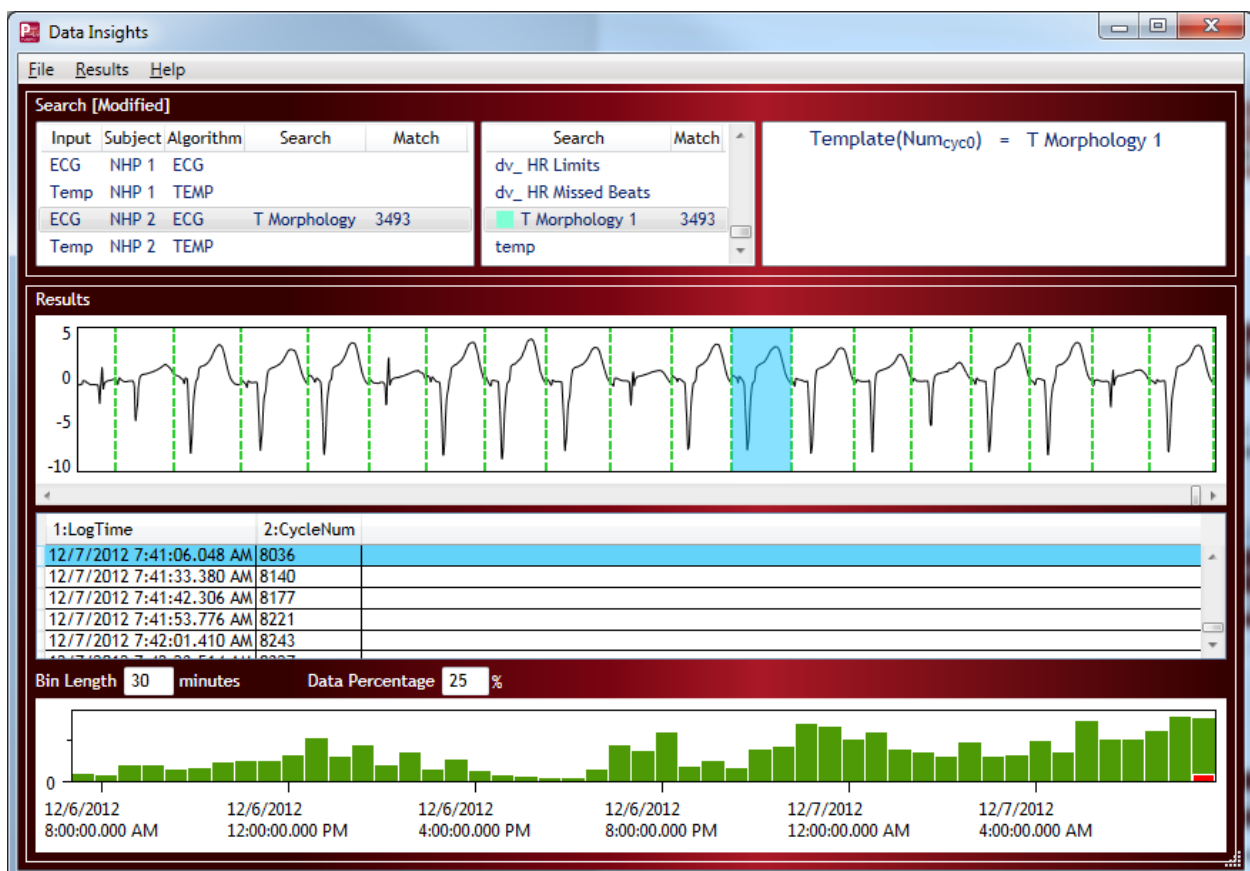 Data Insights
File Results Help
Search [Modified]
Input Subject Algorithm Search Match
ECG NHP 1 ECG
Temp NHP 1 TEMP
ECG NHP 2 ECG T Morphology 3493
Temp NHP 2 TEMP
Search Match
dv_ HR Limits
dv_ HR Missed Beats
T Morphology 1 3493
temp
Template(Numcyc0) = T Morphology 1
Results
5
0
-5
-10
1:LogTime 2:CycleNum
12/7/2012 7:41:06.048 AM 8036
12/7/2012 7:41:33.380 AM 8140
12/7/2012 7:41:42.306 AM 8177
12/7/2012 7:41:53.776 AM 8221
12/7/2012 7:42:01.410 AM 8243
Bin Length 30 minutes Data Percentage 25 %
0
12/6/2012 12/6/2012 12/6/2012 12/6/2012 12/7/2012 12/7/2012
8:00:00.000 AM 12:00:00.000 PM 4:00:00.000 PM 8:00:00.000 PM 12:00:00.000 AM 4:00:00.000 AM